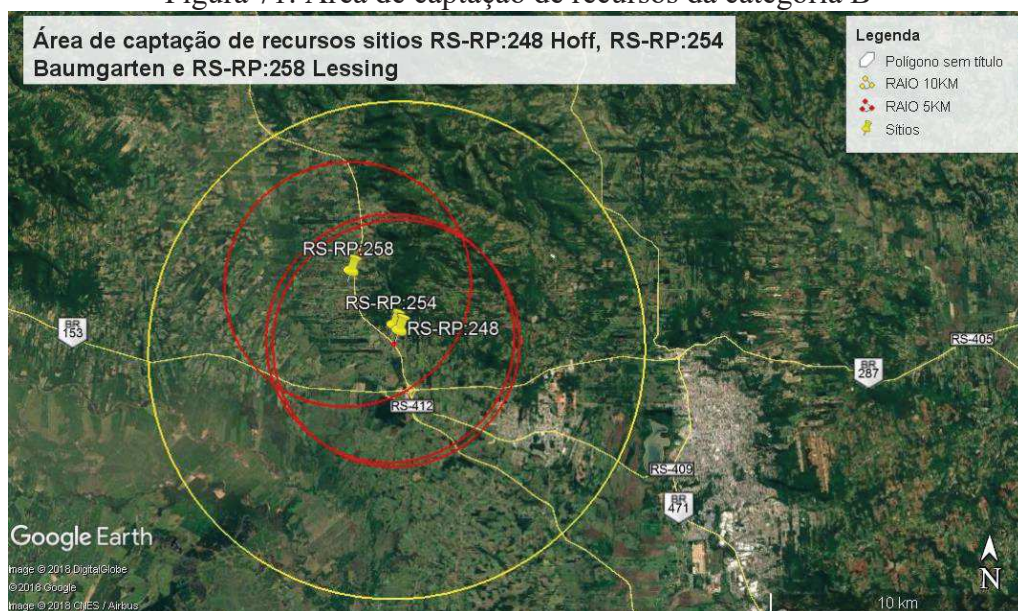 Figura 71: Área de captação de recursos da categoria B
Área de captação de recursos sitios RS-RP:248 Hoff, RS-RP:254
Baumgarten e RS-RP:258 Lessing
Legenda
Polígono sem título
RAIO 10KM
RAIO 5KM
Sítios
RS-RP:258
RS-RP:254
RS-RP:248
BR
153
RS-405
BR
287
RS-412
RS-409
BR
471
Google Earth
Image © 2018 DigitalGlobe
© 2018 Google
Image © 2018 CNES / Airbus
N
10 km